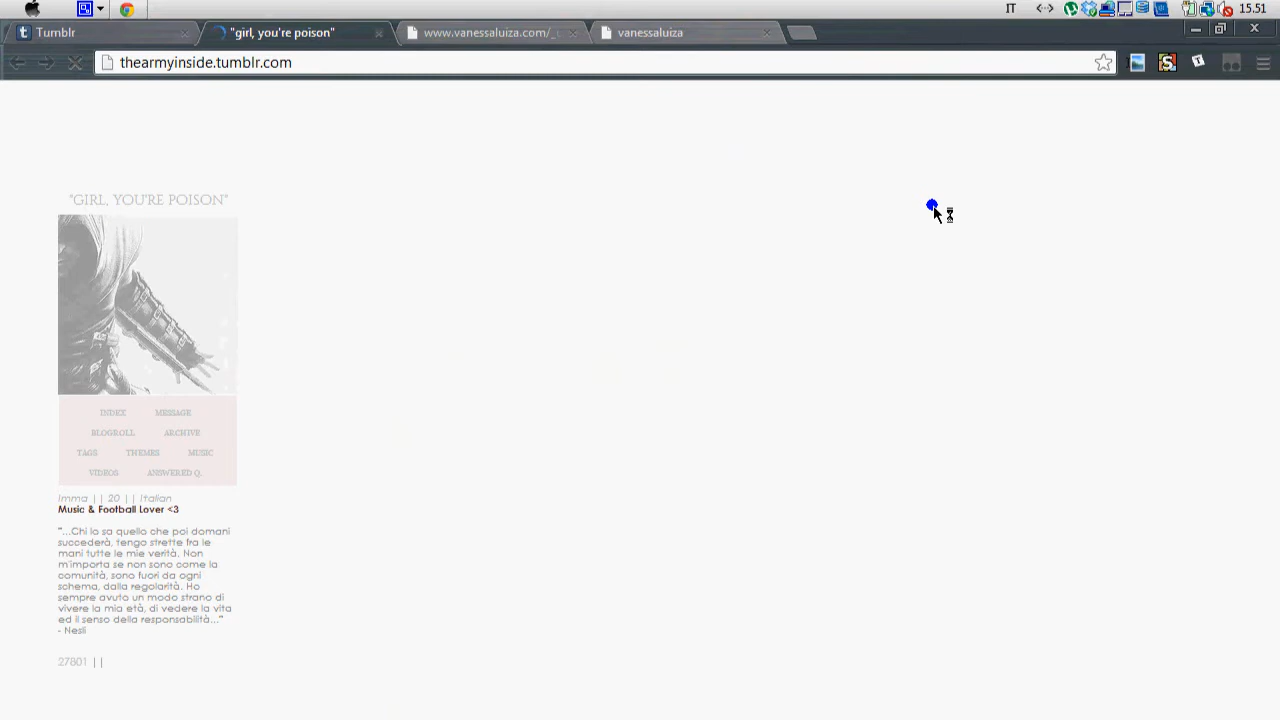 IT
15.51
Tumblr
"girl, you're poison"
www.vanessaluiza.com/_
vanessaluiza
thearmyinside.tumblr.com
"GIRL, YOU'RE POISON"
INDEX MESSAGE
BLOGROLL ARCHIVE
TAGS THEMES MUSIC
VIDEOS ANSWERED Q.
Imma || 20 || Italian
Music & Football Lover <3
"...Chi lo sa quello che poi domani
succederà, tengo strette fra le
mani tutte le mie verità. Non
m'importa se non sono come la
comunità, sono fuori da ogni
schema, dalla regolarità. Ho
sempre avuto un modo strano di
vivere la mia età, di vedere la vita
ed il senso della responsabilità..."
- Nesli
27801 ||